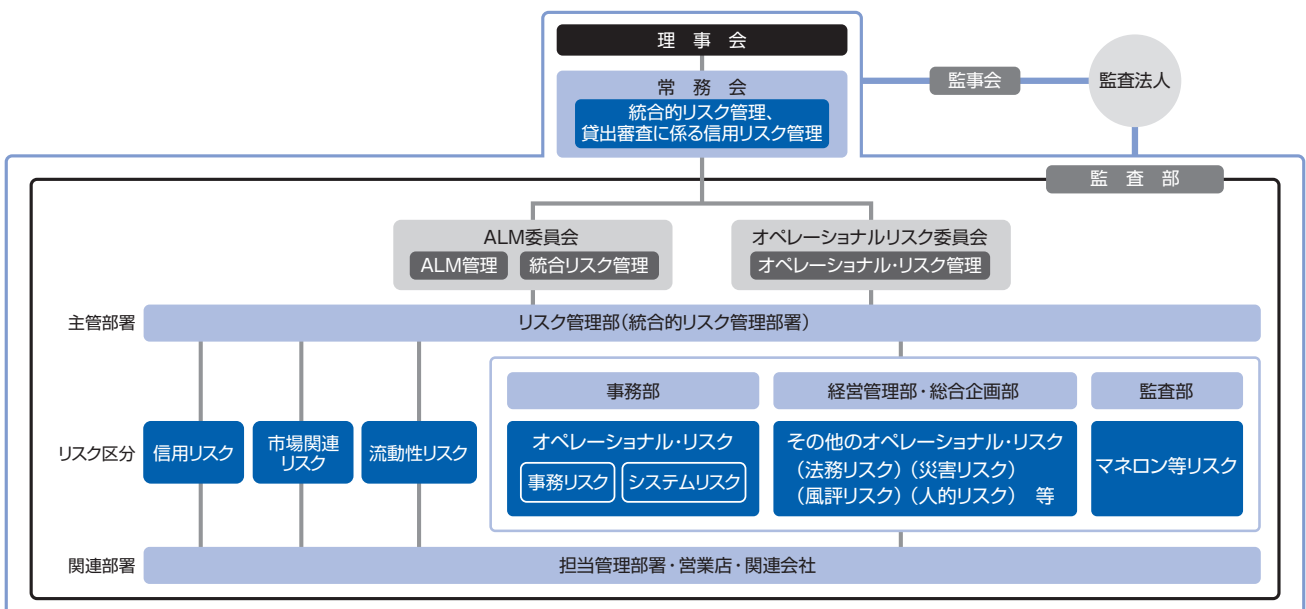 理事会
常務会
統合的リスク管理、
貸出審査に係る信用リスク管理
監事会
監査法人
監査部
ALM委員会
ALM管理
統合リスク管理
オペレーショナルリスク委員会
オペレーショナル・リスク管理
主管部署
リスク管理部(統合的リスク管理部署)
事務部
経営管理部・総合企画部
監査部
リスク区分
信用リスク
市場関連
リスク
流動性リスク
オペレーショナル・リスク
事務リスク
システムリスク
その他のオペレーショナル・リスク
(法務リスク)(災害リスク)
(風評リスク)(人的リスク) 等
マネロン等リスク
関連部署
担当管理部署・営業店・関連会社